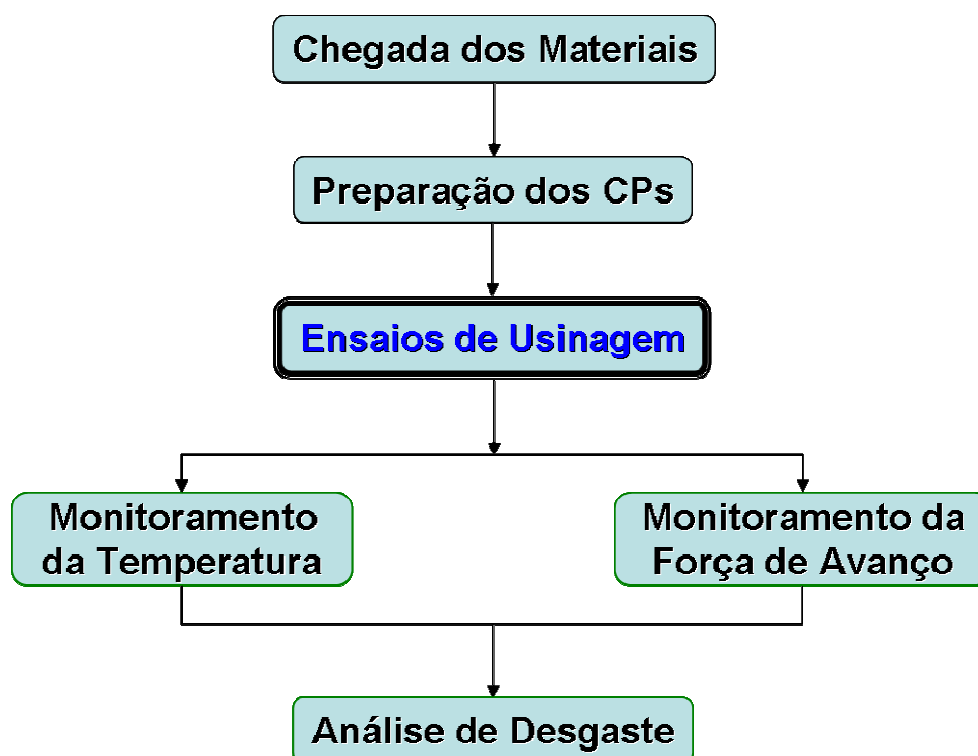 Chegada dos Materiais
Preparação dos CPs
Ensaios de Usinagem
Monitoramento
da Temperatura
Monitoramento da
Força de Avanço
Análise de Desgaste